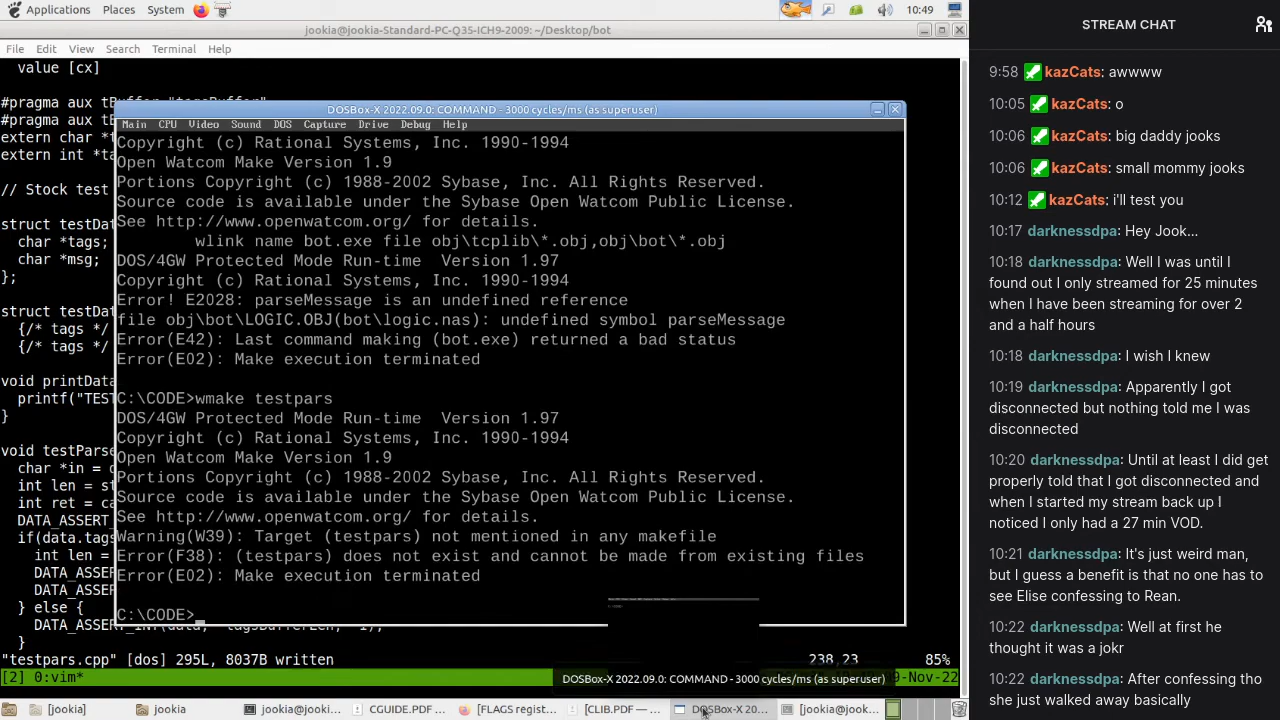 Applications Places System 10:49
jookia@jookia-Standard-PC-Q35-ICH9-2009: ~/Desktop/bot
File Edit View Search Terminal Help
value [cx]
#pragma aux tBuffer "tagsBuffer"
#pragma aux t
extern char *t
extern int *ta
// Stock test
struct testDat
char *tags;
char *msg;
};
struct testDat
{/* tags */
{/* tags */
void printData
printf("TEST
}
void testParse
char *in = d
int len = st
int ret = ca
DATA_ASSERT_
if(data.tags
int len =
DATA_ASSE
DATA_ASSE
} else {
DATA_ASSERT_INT(data, tagsBufferLen, -1);
}
"testpars.cpp" [dos] 295L, 8037B written 238,23 85%
[2] 0:vim* 9-Nov-22
DOSBox-X 2022.09.0: COMMAND - 3000 cycles/ms (as superuser)
Main CPU Video Sound DOS Capture Drive Debug Help
Copyright (c) Rational Systems, Inc. 1990-1994
Open Watcom Make Version 1.9
Portions Copyright (c) 1988-2002 Sybase, Inc. All Rights Reserved.
Source code is available under the Sybase Open Watcom Public License.
See http://www.openwatcom.org/ for details.
wlink name bot.exe file obj\tcplib\*.obj,obj\bot\*.obj
DOS/4GW Protected Mode Run-time Version 1.97
Copyright (c) Rational Systems, Inc. 1990-1994
Error! E2028: parseMessage is an undefined reference
file obj\bot\LOGIC.OBJ(bot\logic.nas): undefined symbol parseMessage
Error(E42): Last command making (bot.exe) returned a bad status
Error(E02): Make execution terminated
C:\CODE>wmake testpars
DOS/4GW Protected Mode Run-time Version 1.97
Copyright (c) Rational Systems, Inc. 1990-1994
Open Watcom Make Version 1.9
Portions Copyright (c) 1988-2002 Sybase, Inc. All Rights Reserved.
Source code is available under the Sybase Open Watcom Public License.
See http://www.openwatcom.org/ for details.
Warning(W39): Target (testpars) not mentioned in any makefile
Error(F38): (testpars) does not exist and cannot be made from existing files
Error(E02): Make execution terminated
C:\CODE>_
DOSBox-X 2022.09.0: COMMAND - 3000 cycles/ms (as superuser)
[jookia] jookia jookia@jooki... CGUIDE.PDF ... [FLAGS regist... [CLIB.PDF —... DOSBox-X 20... [jookia@jook...
STREAM CHAT
9:58 kazCats: awwww
10:05 kazCats: o
10:06 kazCats: big daddy jooks
10:06 kazCats: small mommy jooks
10:12 kazCats: i'll test you
10:17 darknessdpa: Hey Jook...
10:18 darknessdpa: Well I was until I
found out I only streamed for 25 minutes
when I have been streaming for over 2
and a half hours
10:18 darknessdpa: I wish I knew
10:19 darknessdpa: Apparently I got
disconnected but nothing told me I was
disconnected
10:20 darknessdpa: Until at least I did get
properly told that I got disconnected and
when I started my stream back up I
noticed I only had a 27 min VOD.
10:21 darknessdpa: It's just weird man,
but I guess a benefit is that no one has to
see Elise confessing to Rean.
10:22 darknessdpa: Well at first he
thought it was a jokr
10:22 darknessdpa: After confessing tho
she just walked away basically